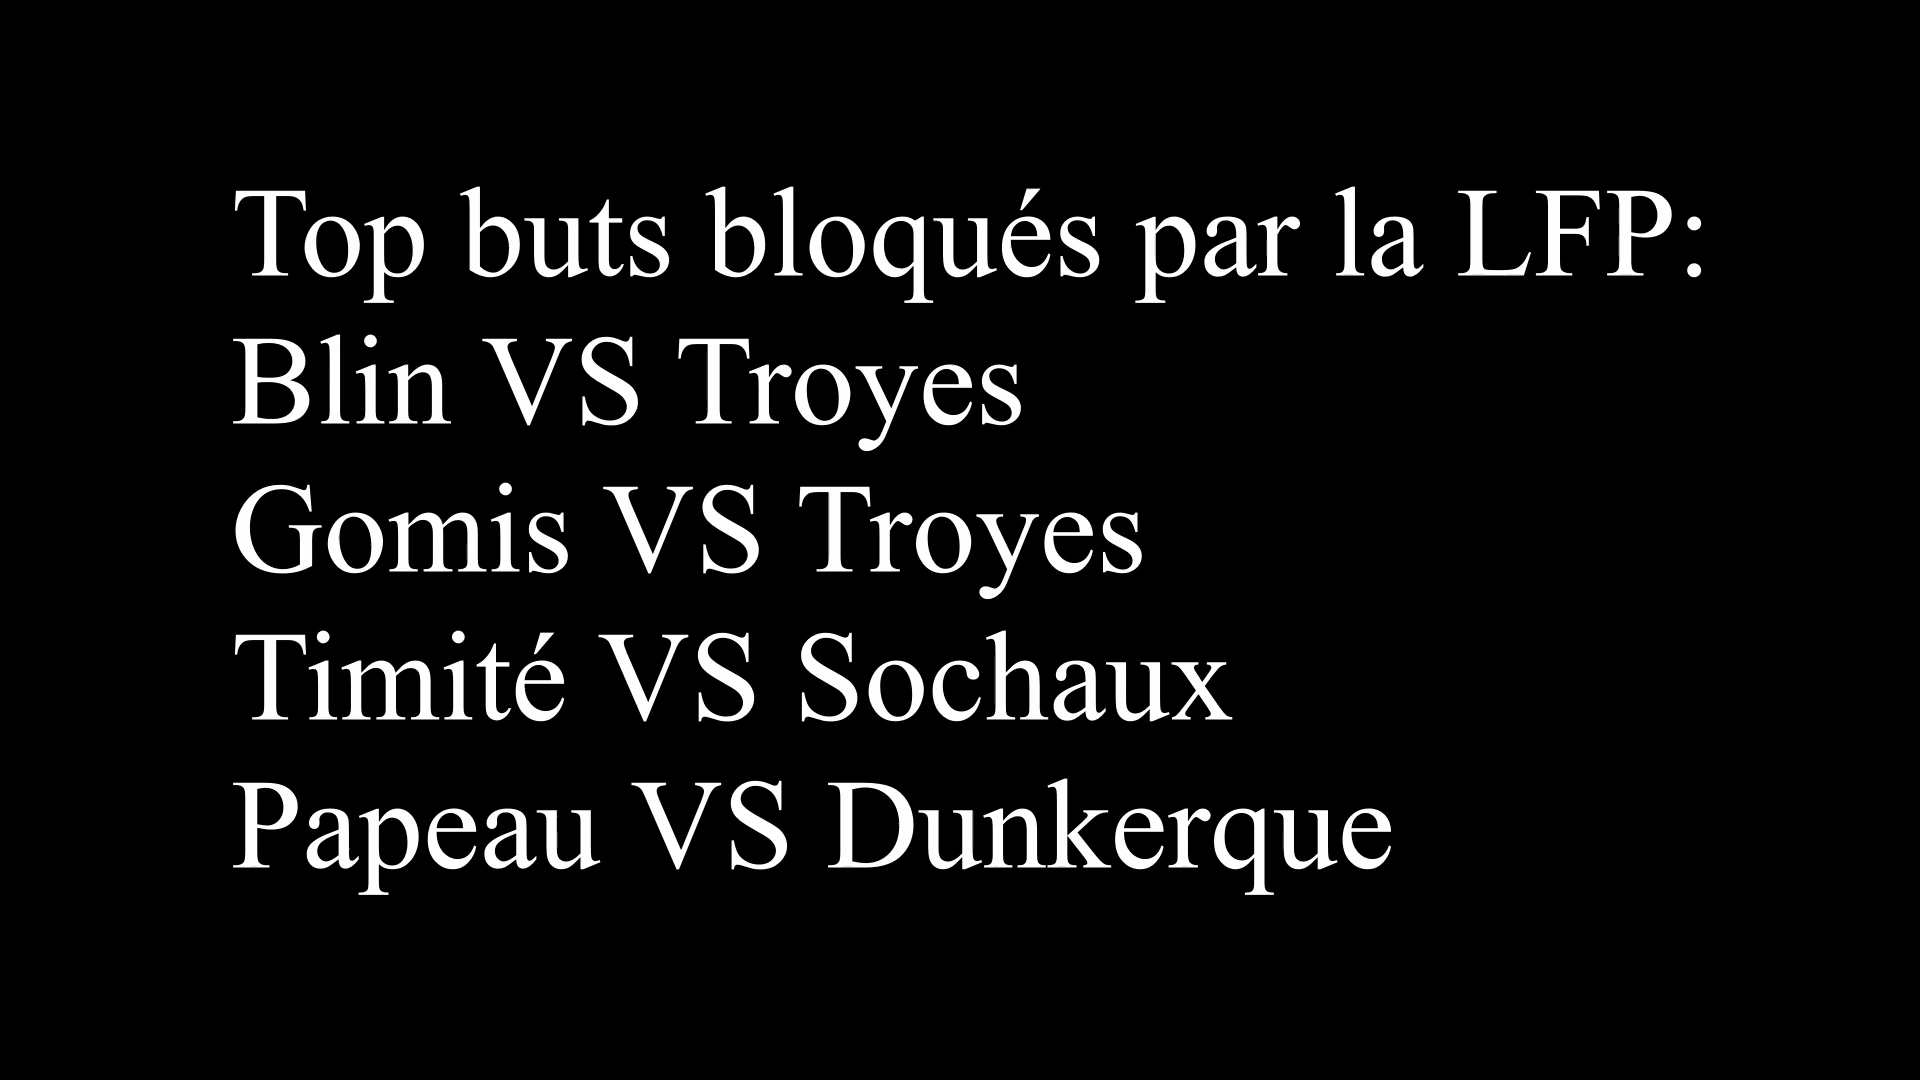 Top buts bloqués par la LFP:
Blin VS Troyes
Gomis VS Troyes
Timité VS Sochaux
Papeau VS Dunkerque